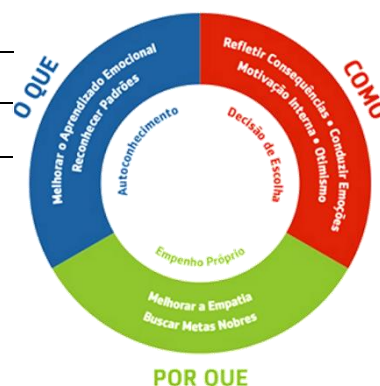 O QUE
Melhorar o Aprendizado Emocional
Reconhecer Padrões
Autoconhecimento
COMO
Refletir Consequências • Conduzir Emoções
Motivação Interna • Otimismo
Decisão de Escolha
Empenho Próprio
Melhorar a Empatia
Buscar Metas Nobres
POR QUE